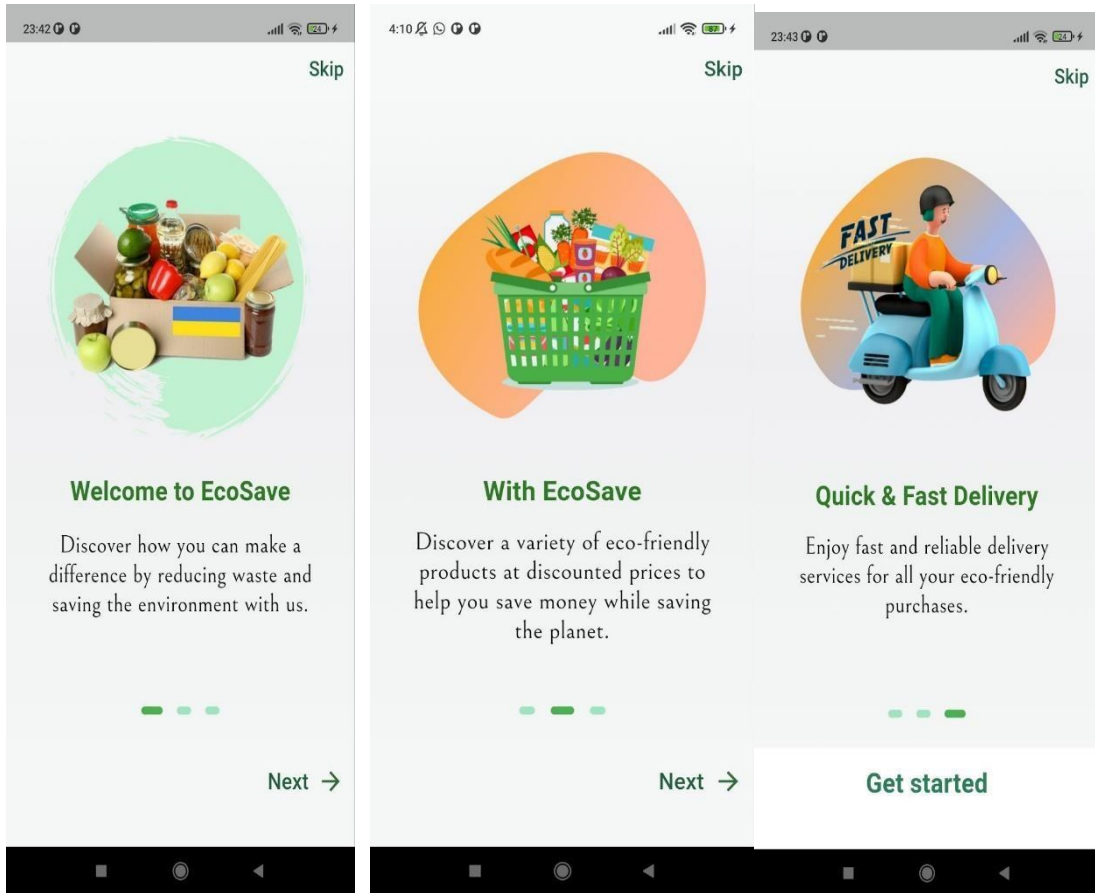 23:42
24
Skip
Welcome to EcoSave
Discover how you can make a
difference by reducing waste and
saving the environment with us.
Next
4:10
87
Skip
With EcoSave
Discover a variety of eco-friendly
products at discounted prices to
help you save money while saving
the planet.
Next
23:43
24
Skip
FAST
DELIVERY
Quick & Fast Delivery
Enjoy fast and reliable delivery
services for all your eco-friendly
purchases.
Get started